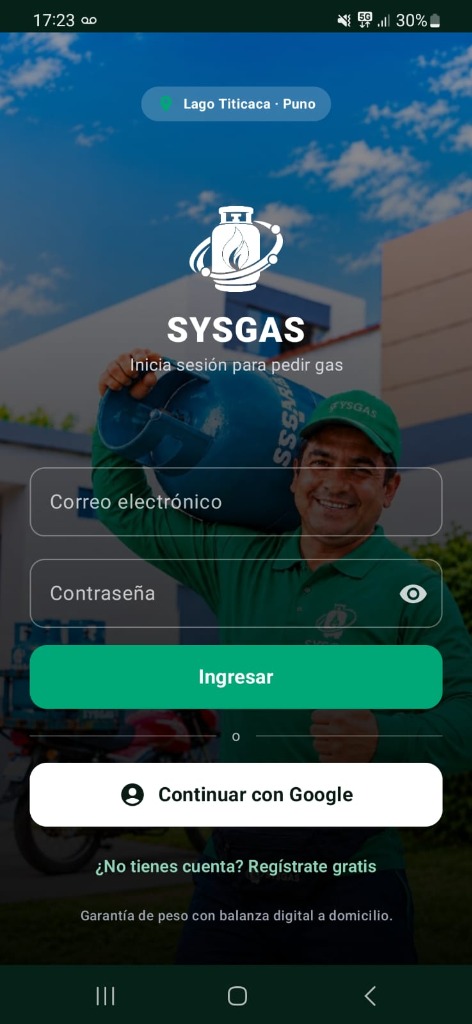 17:23
5G
30%
Lago Titicaca · Puno
SYSGAS
Inicia sesión para pedir gas
SYSGAS
Correo electrónico
Contraseña
Ingresar
o
Continuar con Google
¿No tienes cuenta? Regístrate gratis
Garantía de peso con balanza digital a domicilio.